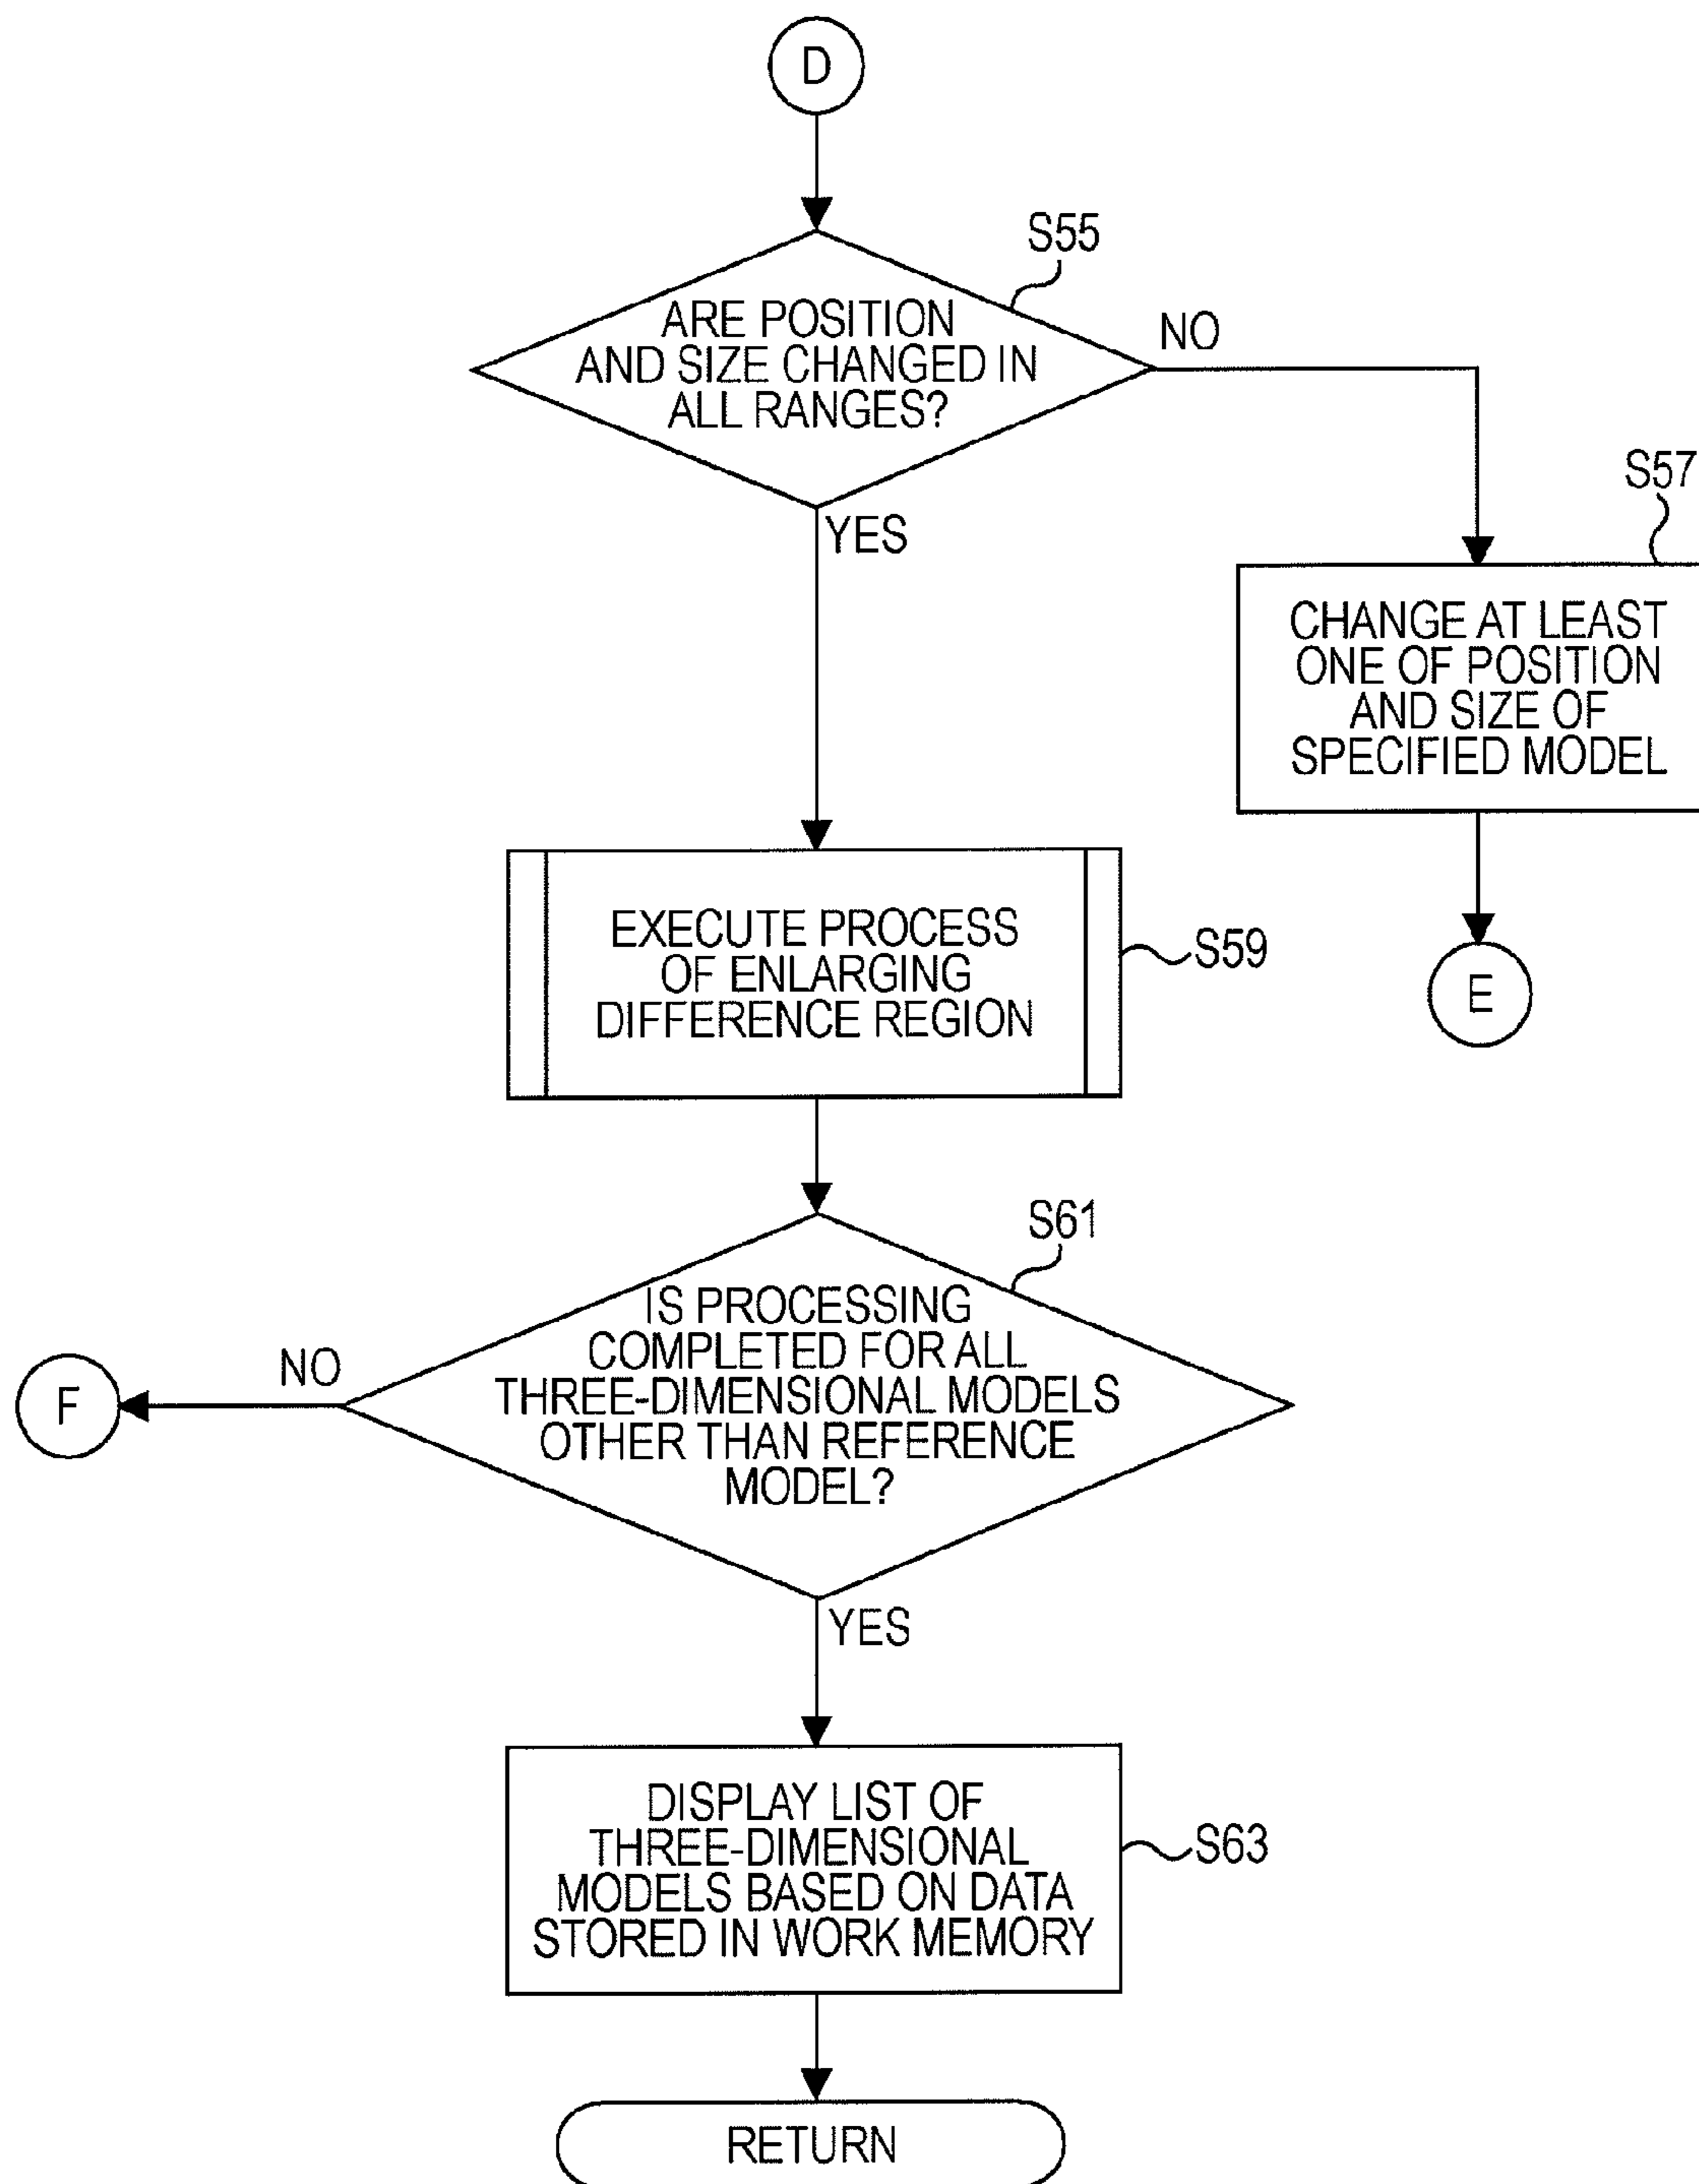 D
S55
ARE POSITION
AND SIZE CHANGED IN
ALL RANGES?
NO
YES
S57
CHANGE AT LEAST
ONE OF POSITION
AND SIZE OF
SPECIFIED MODEL
E
EXECUTE PROCESS
OF ENLARGING
DIFFERENCE REGION
S59
S61
IS PROCESSING
COMPLETED FOR ALL
THREE-DIMENSIONAL MODELS
OTHER THAN REFERENCE
MODEL?
NO
F
YES
DISPLAY LIST OF
THREE-DIMENSIONAL
MODELS BASED ON DATA
STORED IN WORK MEMORY
S63
RETURN